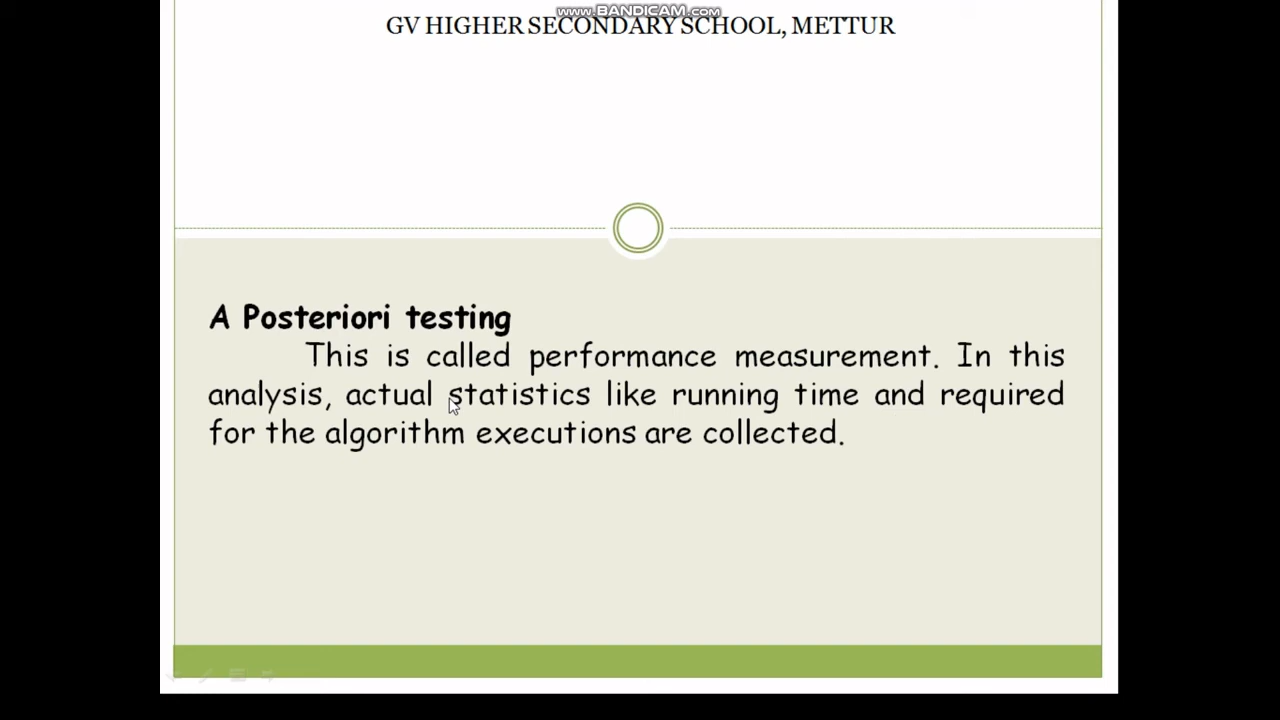 www.BANDICAM.com
GV HIGHER SECONDARY SCHOOL, METTUR
A Posteriori testing
This is called performance measurement. In this
analysis, actual statistics like running time and required
for the algorithm executions are collected.